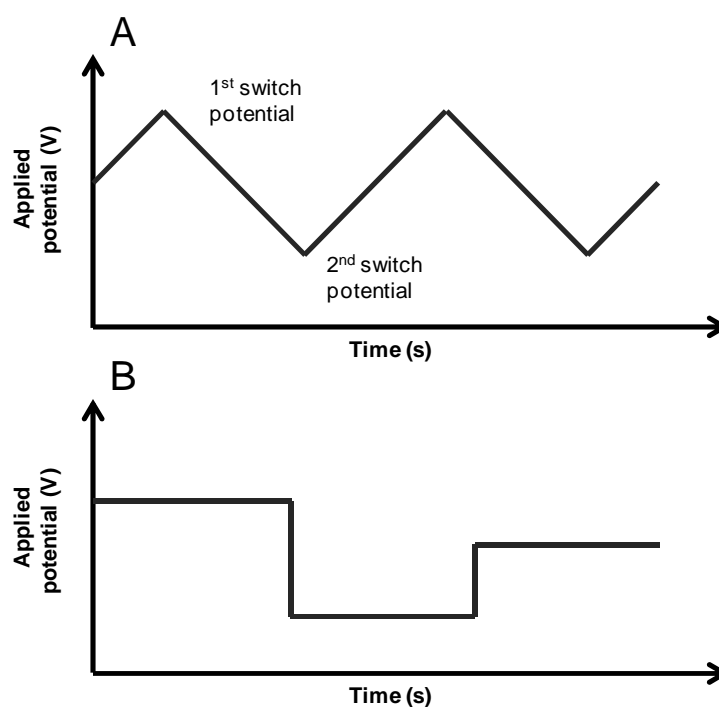 A
1st switch
potential
Applied
potential (V)
2nd switch
potential
Time (s)
B
Applied
potential (V)
Time (s)